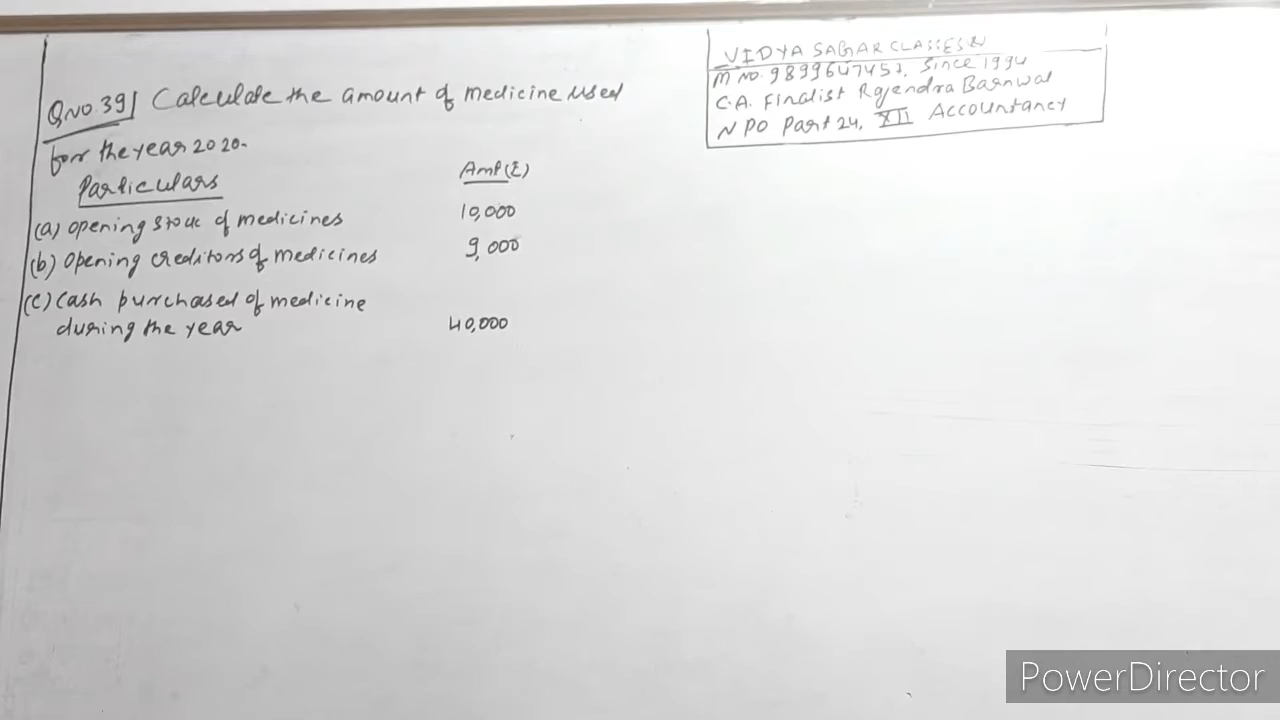 VIDYA SAGAR CLASSES
M NO. 9899647457, Since 1994
C.A. Finalist Rajendra Barnwal
NPO Part 24, XII Accountancy
Q NO. 39| Calculate the amount of medicine used
for the year 2020.
Particulars Amt (₹)
(a) Opening stock of medicines 10,000
(b) Opening creditors of medicines 9,000
(c) Cash purchased of medicine
during the year 40,000
PowerDirector